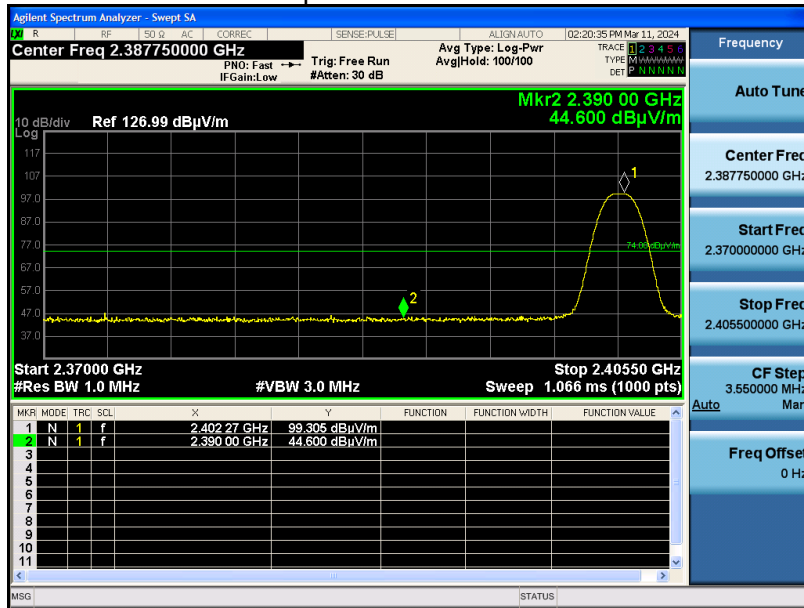 Agilent Spectrum Analyzer - Swept SA
LXI R RF 50 Ω AC CORREC SENSE:PULSE ALIGN AUTO 02:20:35 PM Mar 11, 2024
Center Freq 2.387750000 GHz
PNO: Fast
IFGain:Low
Trig: Free Run
#Atten: 30 dB
Avg Type: Log-Pwr
Avg|Hold: 100/100
TRACE 1 2 3 4 5 6
TYPE M WWWWW
DET P N N N N N
Mkr2 2.390 00 GHz
44.600 dBµV/m
10 dB/div Ref 126.99 dBµV/m
Log
117
107
97.0
87.0
77.0
67.0
57.0
47.0
37.0
1
74.00 dBµV/m
2
Start 2.37000 GHz Stop 2.40550 GHz
#Res BW 1.0 MHz #VBW 3.0 MHz Sweep 1.066 ms (1000 pts)
MKR MODE TRC SCL X Y FUNCTION FUNCTION WIDTH FUNCTION VALUE
1 N 1 f 2.402 27 GHz 99.305 dBµV/m
2 N 1 f 2.390 00 GHz 44.600 dBµV/m
3
4
5
6
7
8
9
10
11
MSG STATUS
Frequency
Auto Tune
Center Freq
2.387750000 GHz
Start Freq
2.370000000 GHz
Stop Freq
2.405500000 GHz
CF Step
3.550000 MHz
Auto Man
Freq Offset
0 Hz